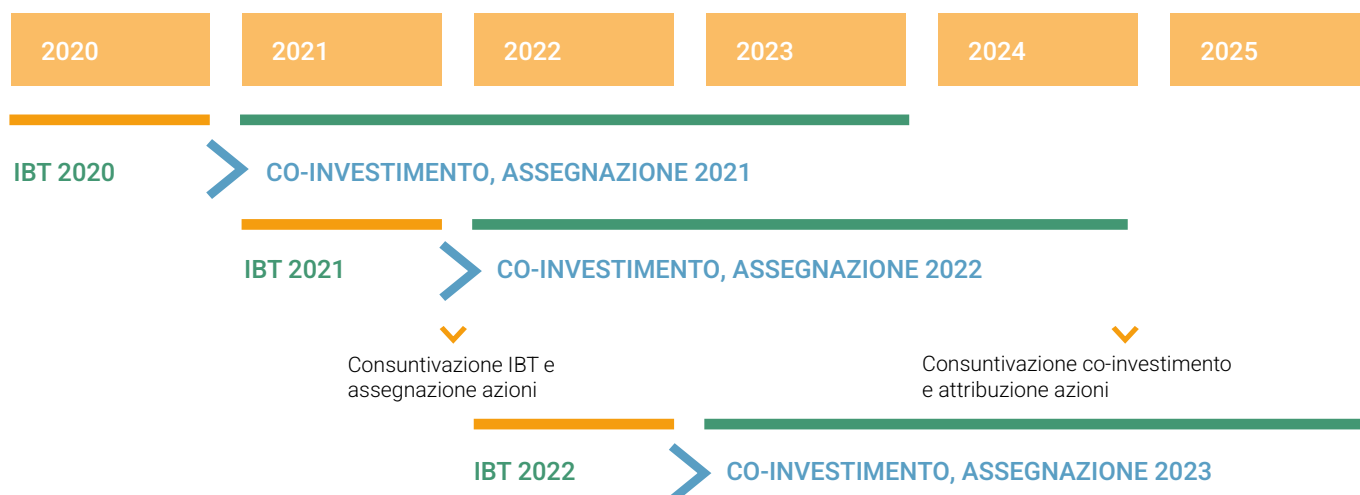 2020
2021
2022
2023
2024
2025
IBT 2020
CO-INVESTIMENTO, ASSEGNAZIONE 2021
IBT 2021
CO-INVESTIMENTO, ASSEGNAZIONE 2022
Consuntivazione IBT e
assegnazione azioni
Consuntivazione co-investimento
e attribuzione azioni
IBT 2022
CO-INVESTIMENTO, ASSEGNAZIONE 2023